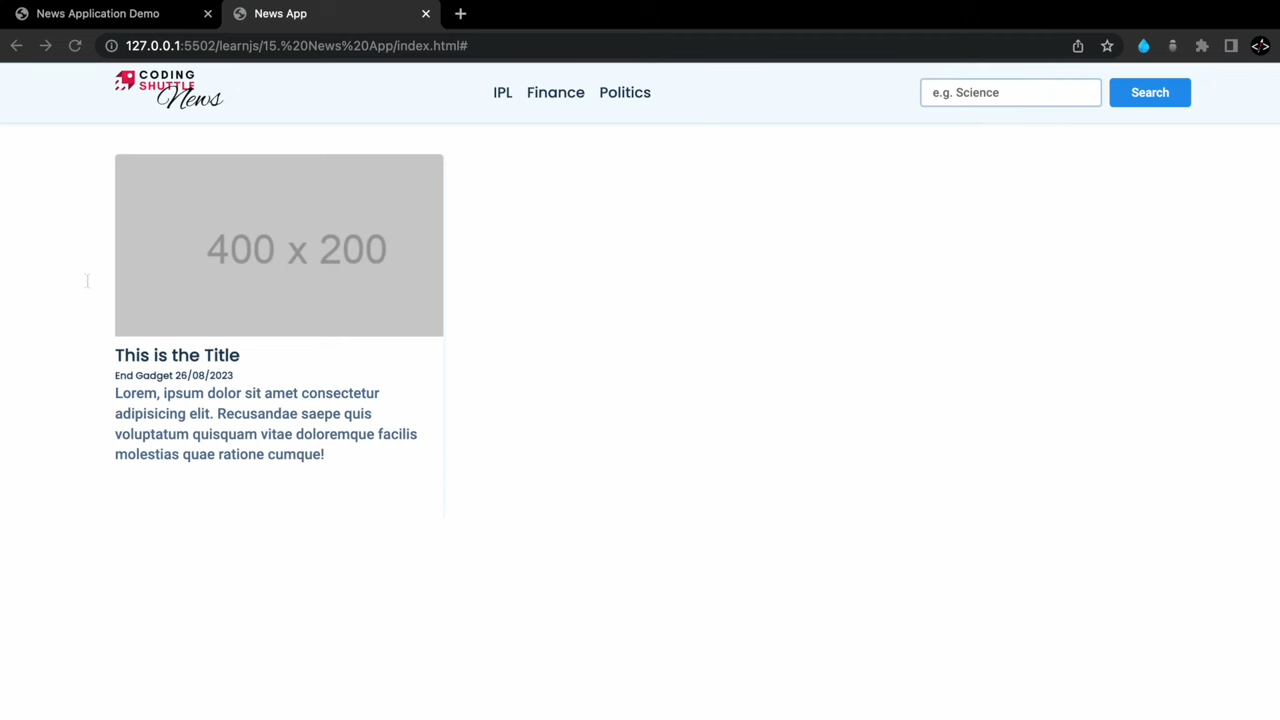 News Application Demo
News App
127.0.0.1:5502/learnjs/15.%20News%20App/index.html#
CODING
SHUTTLE
News
IPL Finance Politics
e.g. Science
Search
400 x 200
This is the Title
End Gadget 26/08/2023
Lorem, ipsum dolor sit amet consectetur
adipisicing elit. Recusandae saepe quis
voluptatum quisquam vitae doloremque facilis
molestias quae ratione cumque!